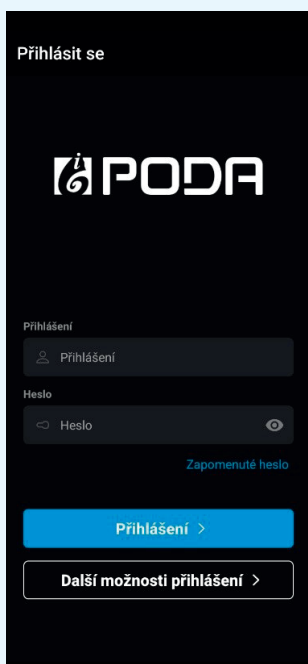 Přihlásit se
PODA
Přihlášení
Přihlášení
Heslo
Heslo
Zapomenuté heslo
Přihlášení >
Další možnosti přihlášení >